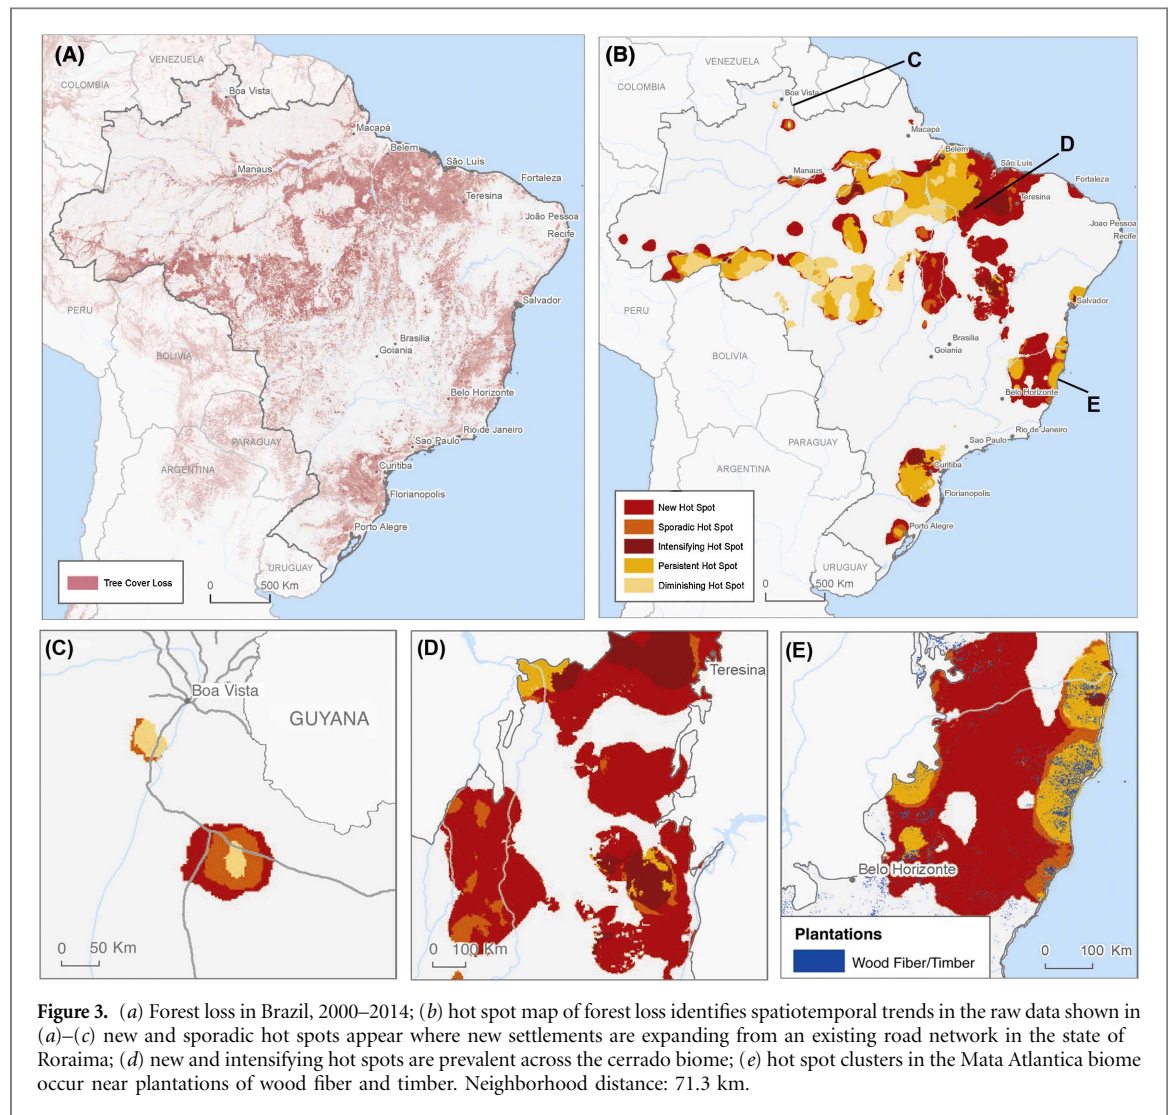 (A)
VENEZUELA
COLOMBIA
Boa Vista
Macapá
Belem
São Luis
Manaus
Fortaleza
Teresina
João Pessoa
Recife
PERU
Salvador
Brasilia
Goiania
BOLIVIA
Belo Horizonte
Rio de Janeiro
PARAGUAY
Sao Paulo
Curitiba
ARGENTINA
Florianopolis
Porto Alegre
URUGUAY
Tree Cover Loss
0 500 Km
(B)
C
VENEZUELA
COLOMBIA
Boa Vista
Macapá
D
Belem
São Luis
Manaus
Fortaleza
Teresina
Joao Pessoa
Recife
PERU
Salvador
Brasilia
Goiania
BOLIVIA
Belo Horizonte
E
Rio de Janeiro
PARAGUAY
Sao Paulo
Curitiba
ARGENTINA
Florianopolis
Porto Alegre
URUGUAY
New Hot Spot
Sporadic Hot Spot
Intensifying Hot Spot
Persistent Hot Spot
Diminishing Hot Spot
0 500 Km
(C)
Boa Vista
GUYANA
0 50 Km
(D)
Teresina
0 100 Km
(E)
Belo Horizonte
Plantations
Wood Fiber/Timber
0 100 Km
Figure 3. (a) Forest loss in Brazil, 2000–2014; (b) hot spot map of forest loss identifies spatiotemporal trends in the raw data shown in
(a)–(c) new and sporadic hot spots appear where new settlements are expanding from an existing road network in the state of
Roraima; (d) new and intensifying hot spots are prevalent across the cerrado biome; (e) hot spot clusters in the Mata Atlantica biome
occur near plantations of wood fiber and timber. Neighborhood distance: 71.3 km.